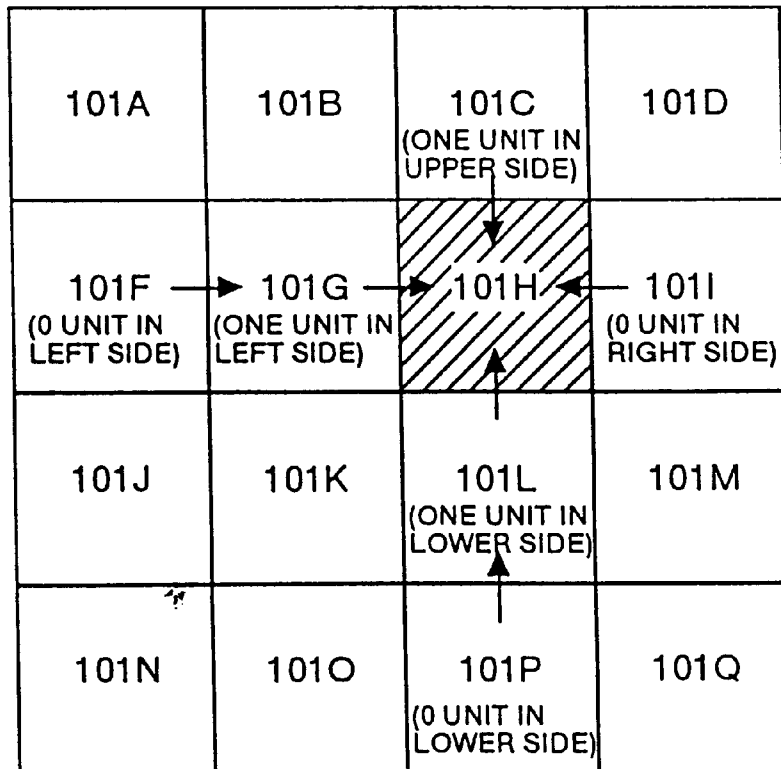 101A 101B 101C 101D
(ONE UNIT IN
UPPER SIDE)
101F 101G 101H 101I
(0 UNIT IN
LEFT SIDE)
(ONE UNIT IN
LEFT SIDE)
(0 UNIT IN
RIGHT SIDE)
101J 101K 101L 101M
(ONE UNIT IN
LOWER SIDE)
101N 101O 101P 101Q
(0 UNIT IN
LOWER SIDE)